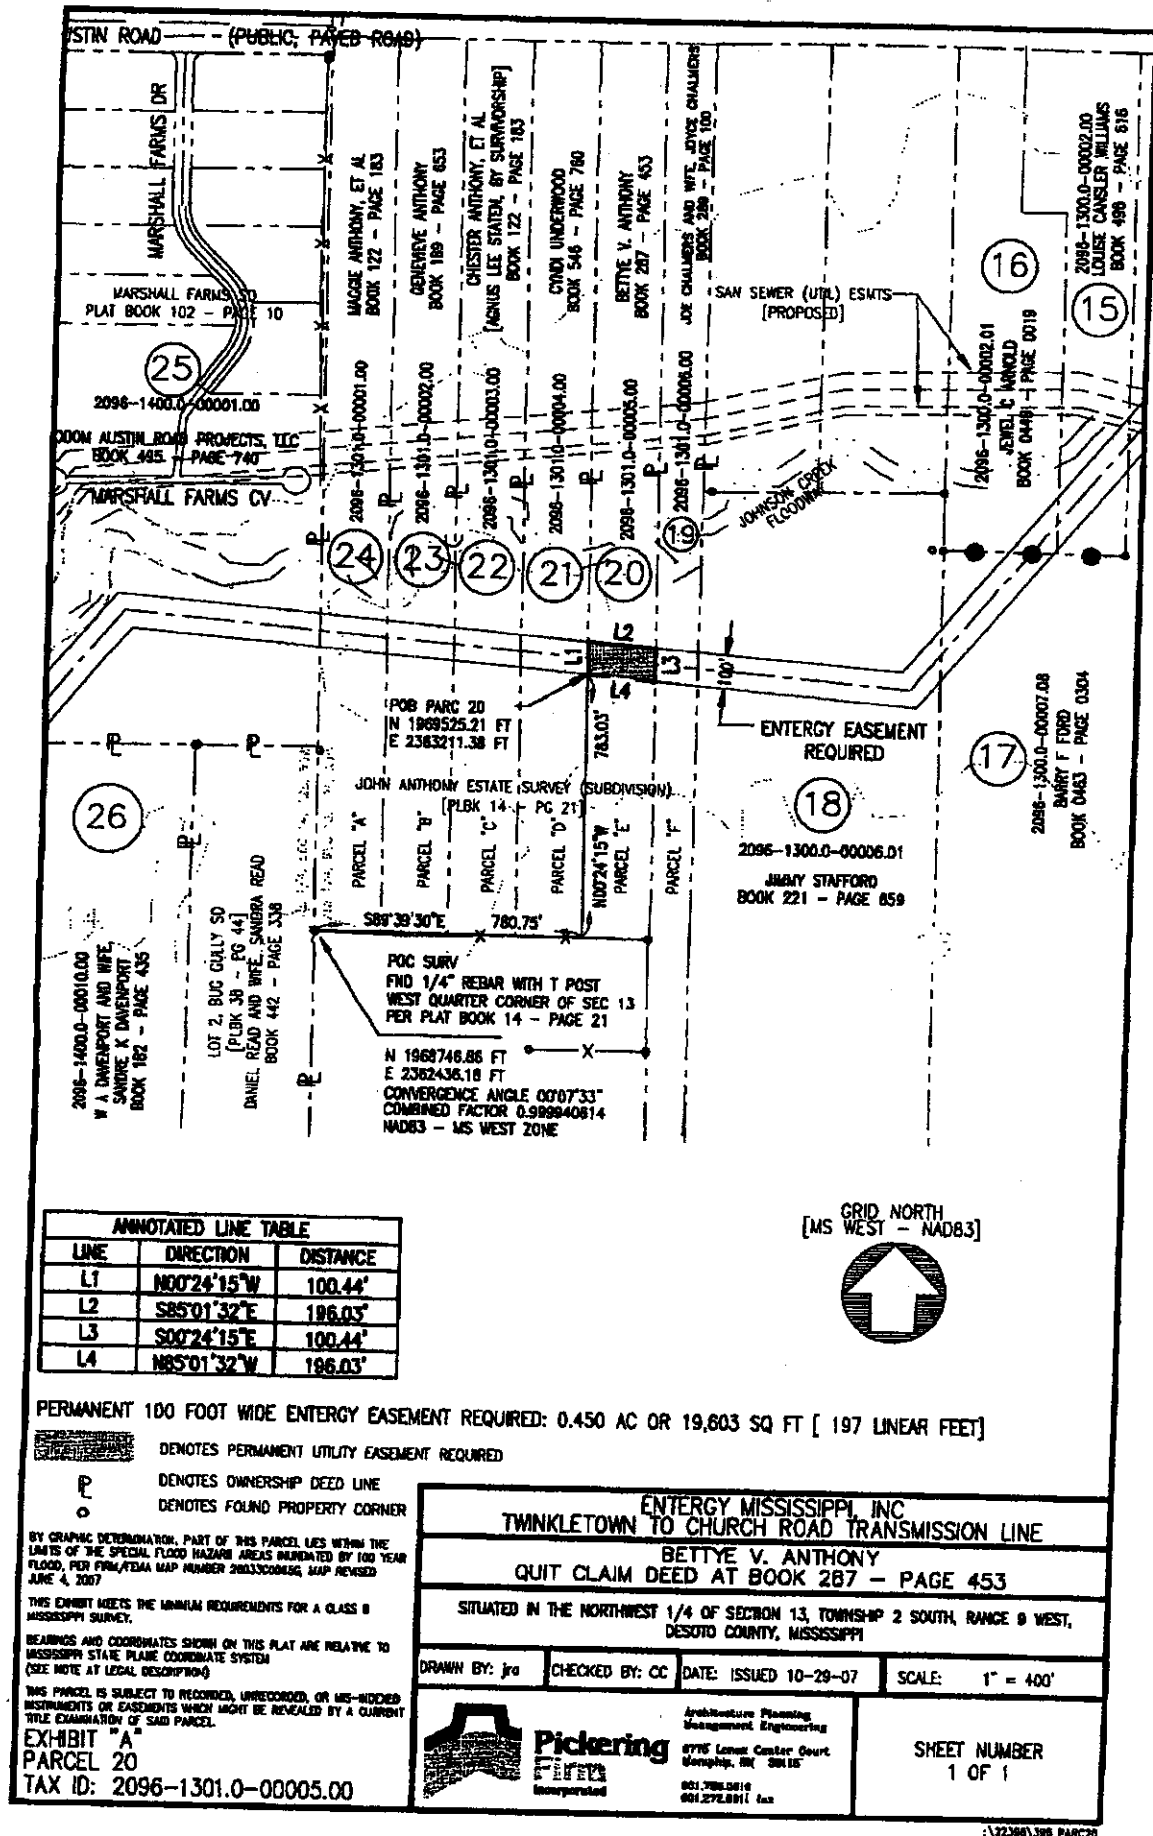 STIN ROAD (PUBLIC, PAVED ROAD)
MARSHALL FARMS DR
MAGGIE ANTHONY, ET AL
BOOK 122 - PAGE 183
GENEVIEVE ANTHONY
BOOK 189 - PAGE 653
CHESTER ANTHONY, ET AL
[AGNUS LEE STATEN, BY SURVIVORSHIP]
BOOK 122 - PAGE 183
CYNDI UNDERWOOD
BOOK 546 - PAGE 760
BETTYE V. ANTHONY
BOOK 287 - PAGE 453
JOE CHALMERS AND WIFE, JOYCE CHALMERS
BOOK 288 - PAGE 100
2096-1300.0-00002.00
LOUISE CANSLER WILLIAMS
BOOK 498 - PAGE 616
15
16
2096-1300.0-00002.01
JEWEL C ARNOLD
BOOK 0448 - PAGE 0019
SAN SEWER (UTIL) ESMTS
[PROPOSED]
MARSHALL FARMS SD
PLAT BOOK 102 - PAGE 10
25
2096-1400.0-00001.00
ODOM AUSTIN ROAD PROJECTS, LLC
BOOK 495 - PAGE 740
MARSHALL FARMS CV
2096-1301.0-00001.00
2096-1301.0-00002.00
2096-1301.0-00003.00
2096-1301.0-00004.00
2096-1301.0-00005.00
2096-1301.0-00006.00
JOHNSON CREEK
FLOODWAY
24
23
22
21
20
19
L1
L2
L3
L4
100'
POB PARC 20
N 1969525.21 FT
E 2363211.38 FT
783.03'
ENTERGY EASEMENT
REQUIRED
JOHN ANTHONY ESTATE SURVEY (SUBDIVISION)
[PLBK 14 - PG 21]
PARCEL "A"
PARCEL "B"
PARCEL "C"
PARCEL "D"
N00°24'15"W
PARCEL "E"
PARCEL "F"
18
2096-1300.0-00006.01
JIMMY STAFFORD
BOOK 221 - PAGE 659
17
2096-1300.0-00007.08
BARRY F FORD
BOOK 0463 - PAGE 0304
26
2096-1400.0-00010.00
W A DAVENPORT AND WIFE,
SANDRE K DAVENPORT
BOOK 182 - PAGE 435
LOT 2, BUG GULLY SD
[PLBK 38 - PG 44]
DANIEL READ AND WIFE, SANDRA READ
BOOK 442 - PAGE 338
S89°39'30"E 780.75'
POC SURV
FND 1/4" REBAR WITH T POST
WEST QUARTER CORNER OF SEC 13
PER PLAT BOOK 14 - PAGE 21
N 1968746.86 FT
E 2362436.18 FT
CONVERGENCE ANGLE 00°07'33"
COMBINED FACTOR 0.999940614
NAD83 - MS WEST ZONE
GRID NORTH
[MS WEST - NAD83]
ANNOTATED LINE TABLE
LINE DIRECTION DISTANCE
L1 N00°24'15"W 100.44'
L2 S85°01'32"E 196.03'
L3 S00°24'15"E 100.44'
L4 N85°01'32"W 196.03'
PERMANENT 100 FOOT WIDE ENTERGY EASEMENT REQUIRED: 0.450 AC OR 19,603 SQ FT [ 197 LINEAR FEET]
DENOTES PERMANENT UTILITY EASEMENT REQUIRED
PL DENOTES OWNERSHIP DEED LINE
DENOTES FOUND PROPERTY CORNER
BY GRAPHIC DETERMINATION, PART OF THIS PARCEL LIES WITHIN THE
LIMITS OF THE SPECIAL FLOOD HAZARD AREAS INUNDATED BY 100 YEAR
FLOOD, PER FIRM/FEMA MAP NUMBER MAP REVISED
JUNE 4, 2007
THIS EXHIBIT MEETS THE MINIMUM REQUIREMENTS FOR A CLASS B
MISSISSIPPI SURVEY.
BEARINGS AND COORDINATES SHOWN ON THIS PLAT ARE RELATIVE TO
MISSISSIPPI STATE PLANE COORDINATE SYSTEM
(SEE NOTE AT LEGAL DESCRIPTION)
THIS PARCEL IS SUBJECT TO RECORDED, UNRECORDED, OR MIS-INDEXED
INSTRUMENTS OR EASEMENTS WHICH MIGHT BE REVEALED BY A CURRENT
TITLE EXAMINATION OF SAID PARCEL.
EXHIBIT "A"
PARCEL 20
TAX ID: 2096-1301.0-00005.00
ENTERGY MISSISSIPPI, INC
TWINKLETOWN TO CHURCH ROAD TRANSMISSION LINE
BETTYE V. ANTHONY
QUIT CLAIM DEED AT BOOK 287 - PAGE 453
SITUATED IN THE NORTHWEST 1/4 OF SECTION 13, TOWNSHIP 2 SOUTH, RANGE 9 WEST,
DESOTO COUNTY, MISSISSIPPI
DRAWN BY: jra CHECKED BY: CC DATE: ISSUED 10-29-07 SCALE: 1" = 400'
Pickering
Incorporated
Architecture Planning
Management Engineering
6775 Lenox Center Court
Memphis, TN 38115
fax
SHEET NUMBER
1 OF 1